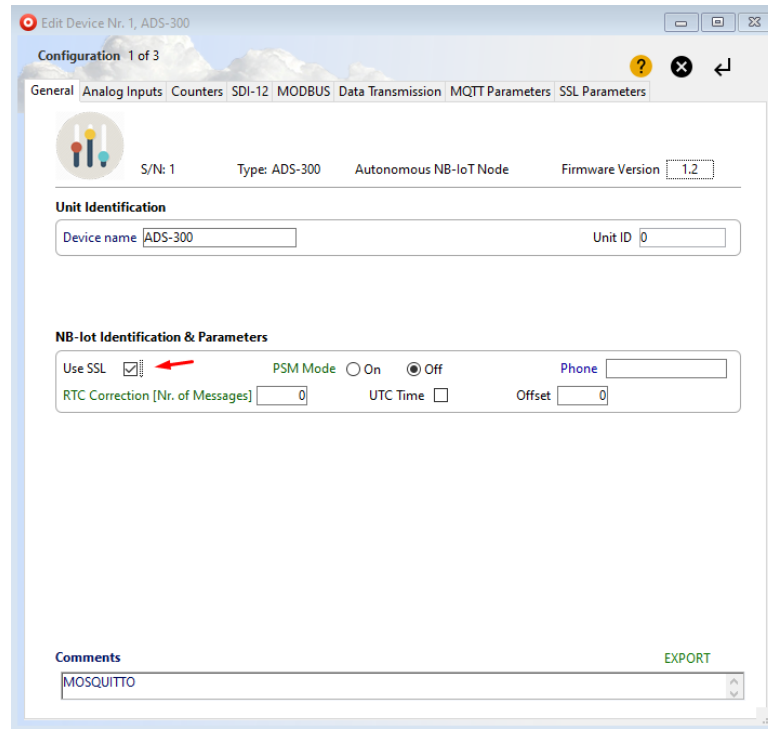 Edit Device Nr. 1, ADS-300
Configuration 1 of 3
?
General Analog Inputs Counters SDI-12 MODBUS Data Transmission MQTT Parameters SSL Parameters
S/N: 1 Type: ADS-300 Autonomous NB-IoT Node Firmware Version 1.2
Unit Identification
Device name ADS-300 Unit ID 0
NB-Iot Identification & Parameters
Use SSL PSM Mode On Off Phone
RTC Correction [Nr. of Messages] 0 UTC Time Offset 0
Comments EXPORT
MOSQUITTO